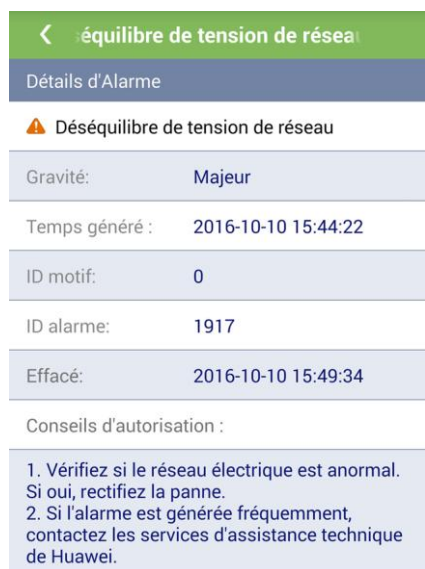 équilibre de tension de résea
Détails d'Alarme
Déséquilibre de tension de réseau
Gravité: Majeur
Temps généré : 2016-10-10 15:44:22
ID motif: 0
ID alarme: 1917
Effacé: 2016-10-10 15:49:34
Conseils d'autorisation :
1. Vérifiez si le réseau électrique est anormal.
Si oui, rectifiez la panne.
2. Si l'alarme est générée fréquemment,
contactez les services d'assistance technique
de Huawei.